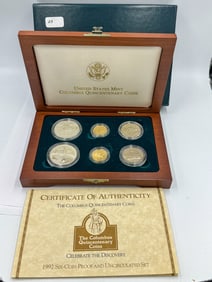 UNITED STATES MINT
COLUMBUS QUINCENTENARY COINS
CERTIFICATE OF AUTHENTICITY
THE COLUMBUS QUINCENTENARY COINS
The Columbus
Quincentenary
Coins
CELEBRATE THE DISCOVERY
1992 SIX-COIN PROOF AND UNCIRCULATED SET